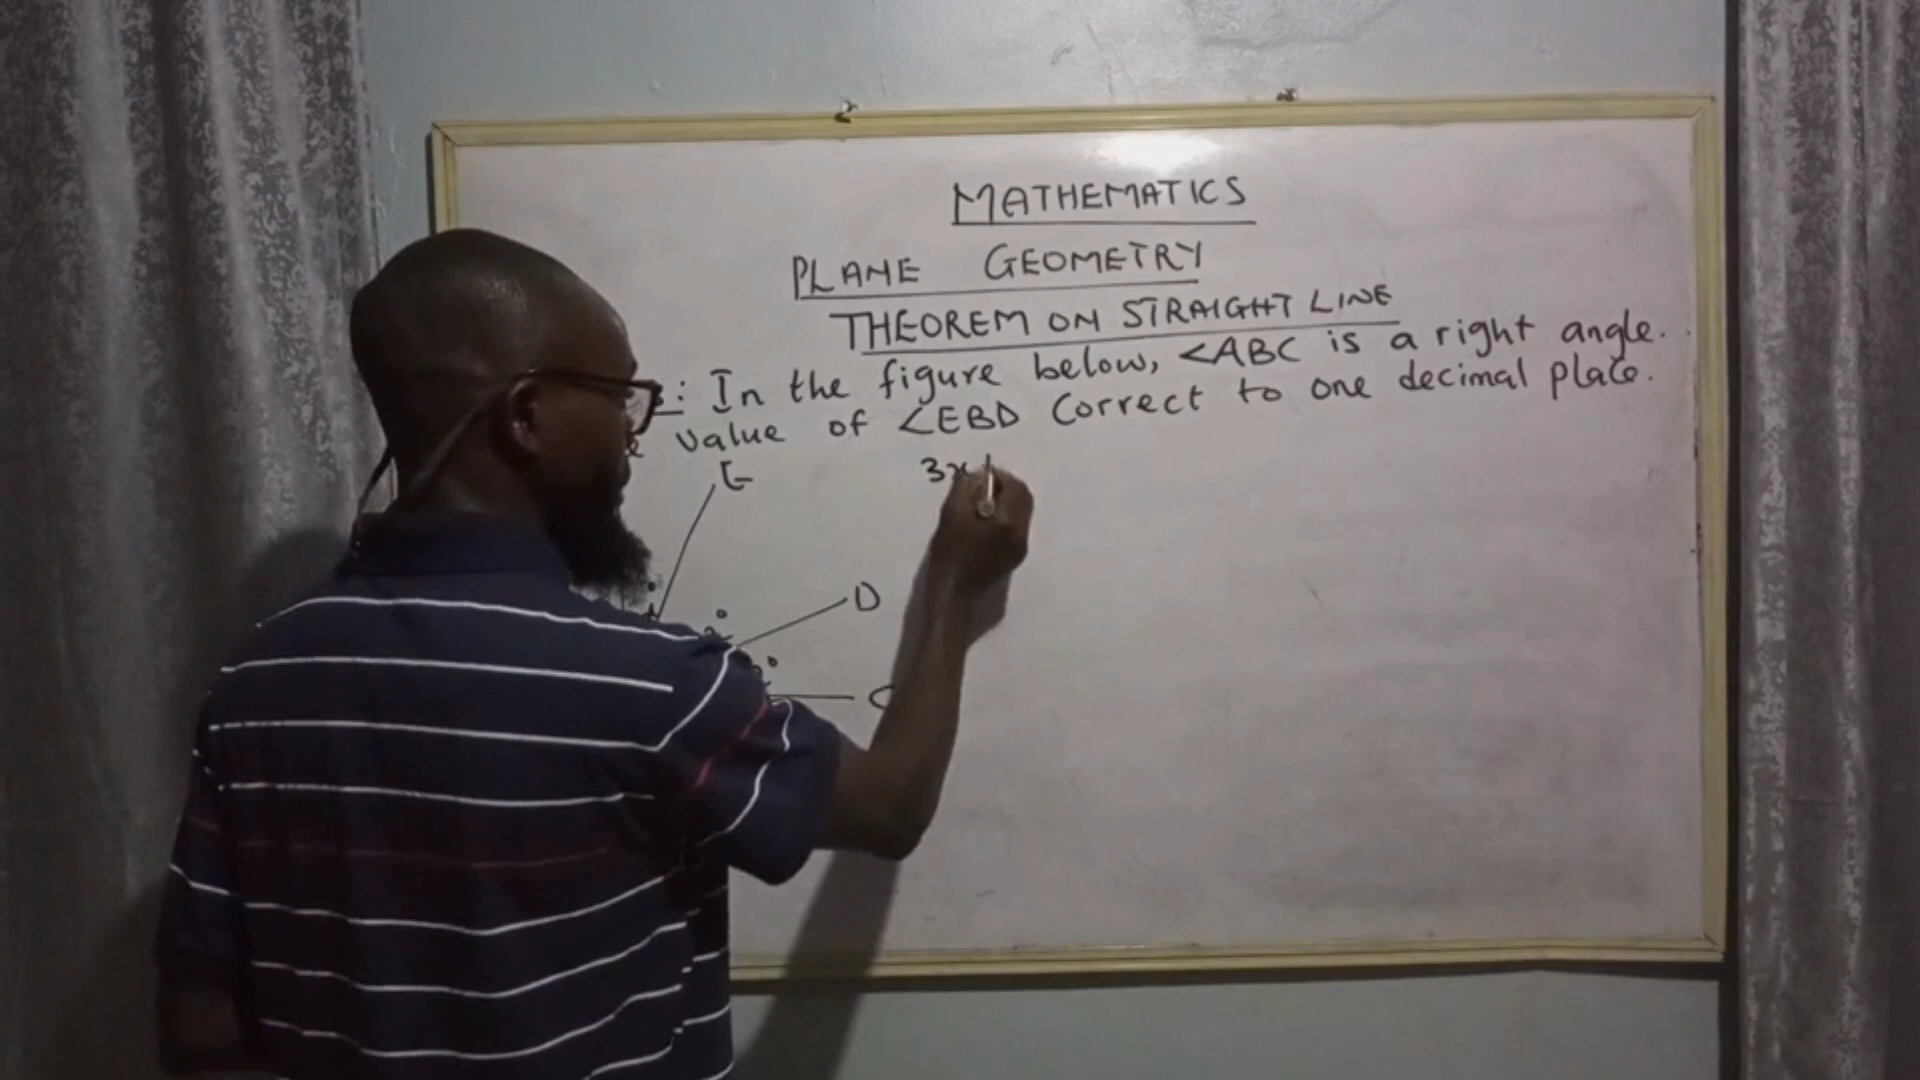 MATHEMATICS
PLANE GEOMETRY
THEOREM ON STRAIGHT LINE
: In the figure below, <ABC is a right angle.
value of <EBD Correct to one decimal place.
3x
D
C